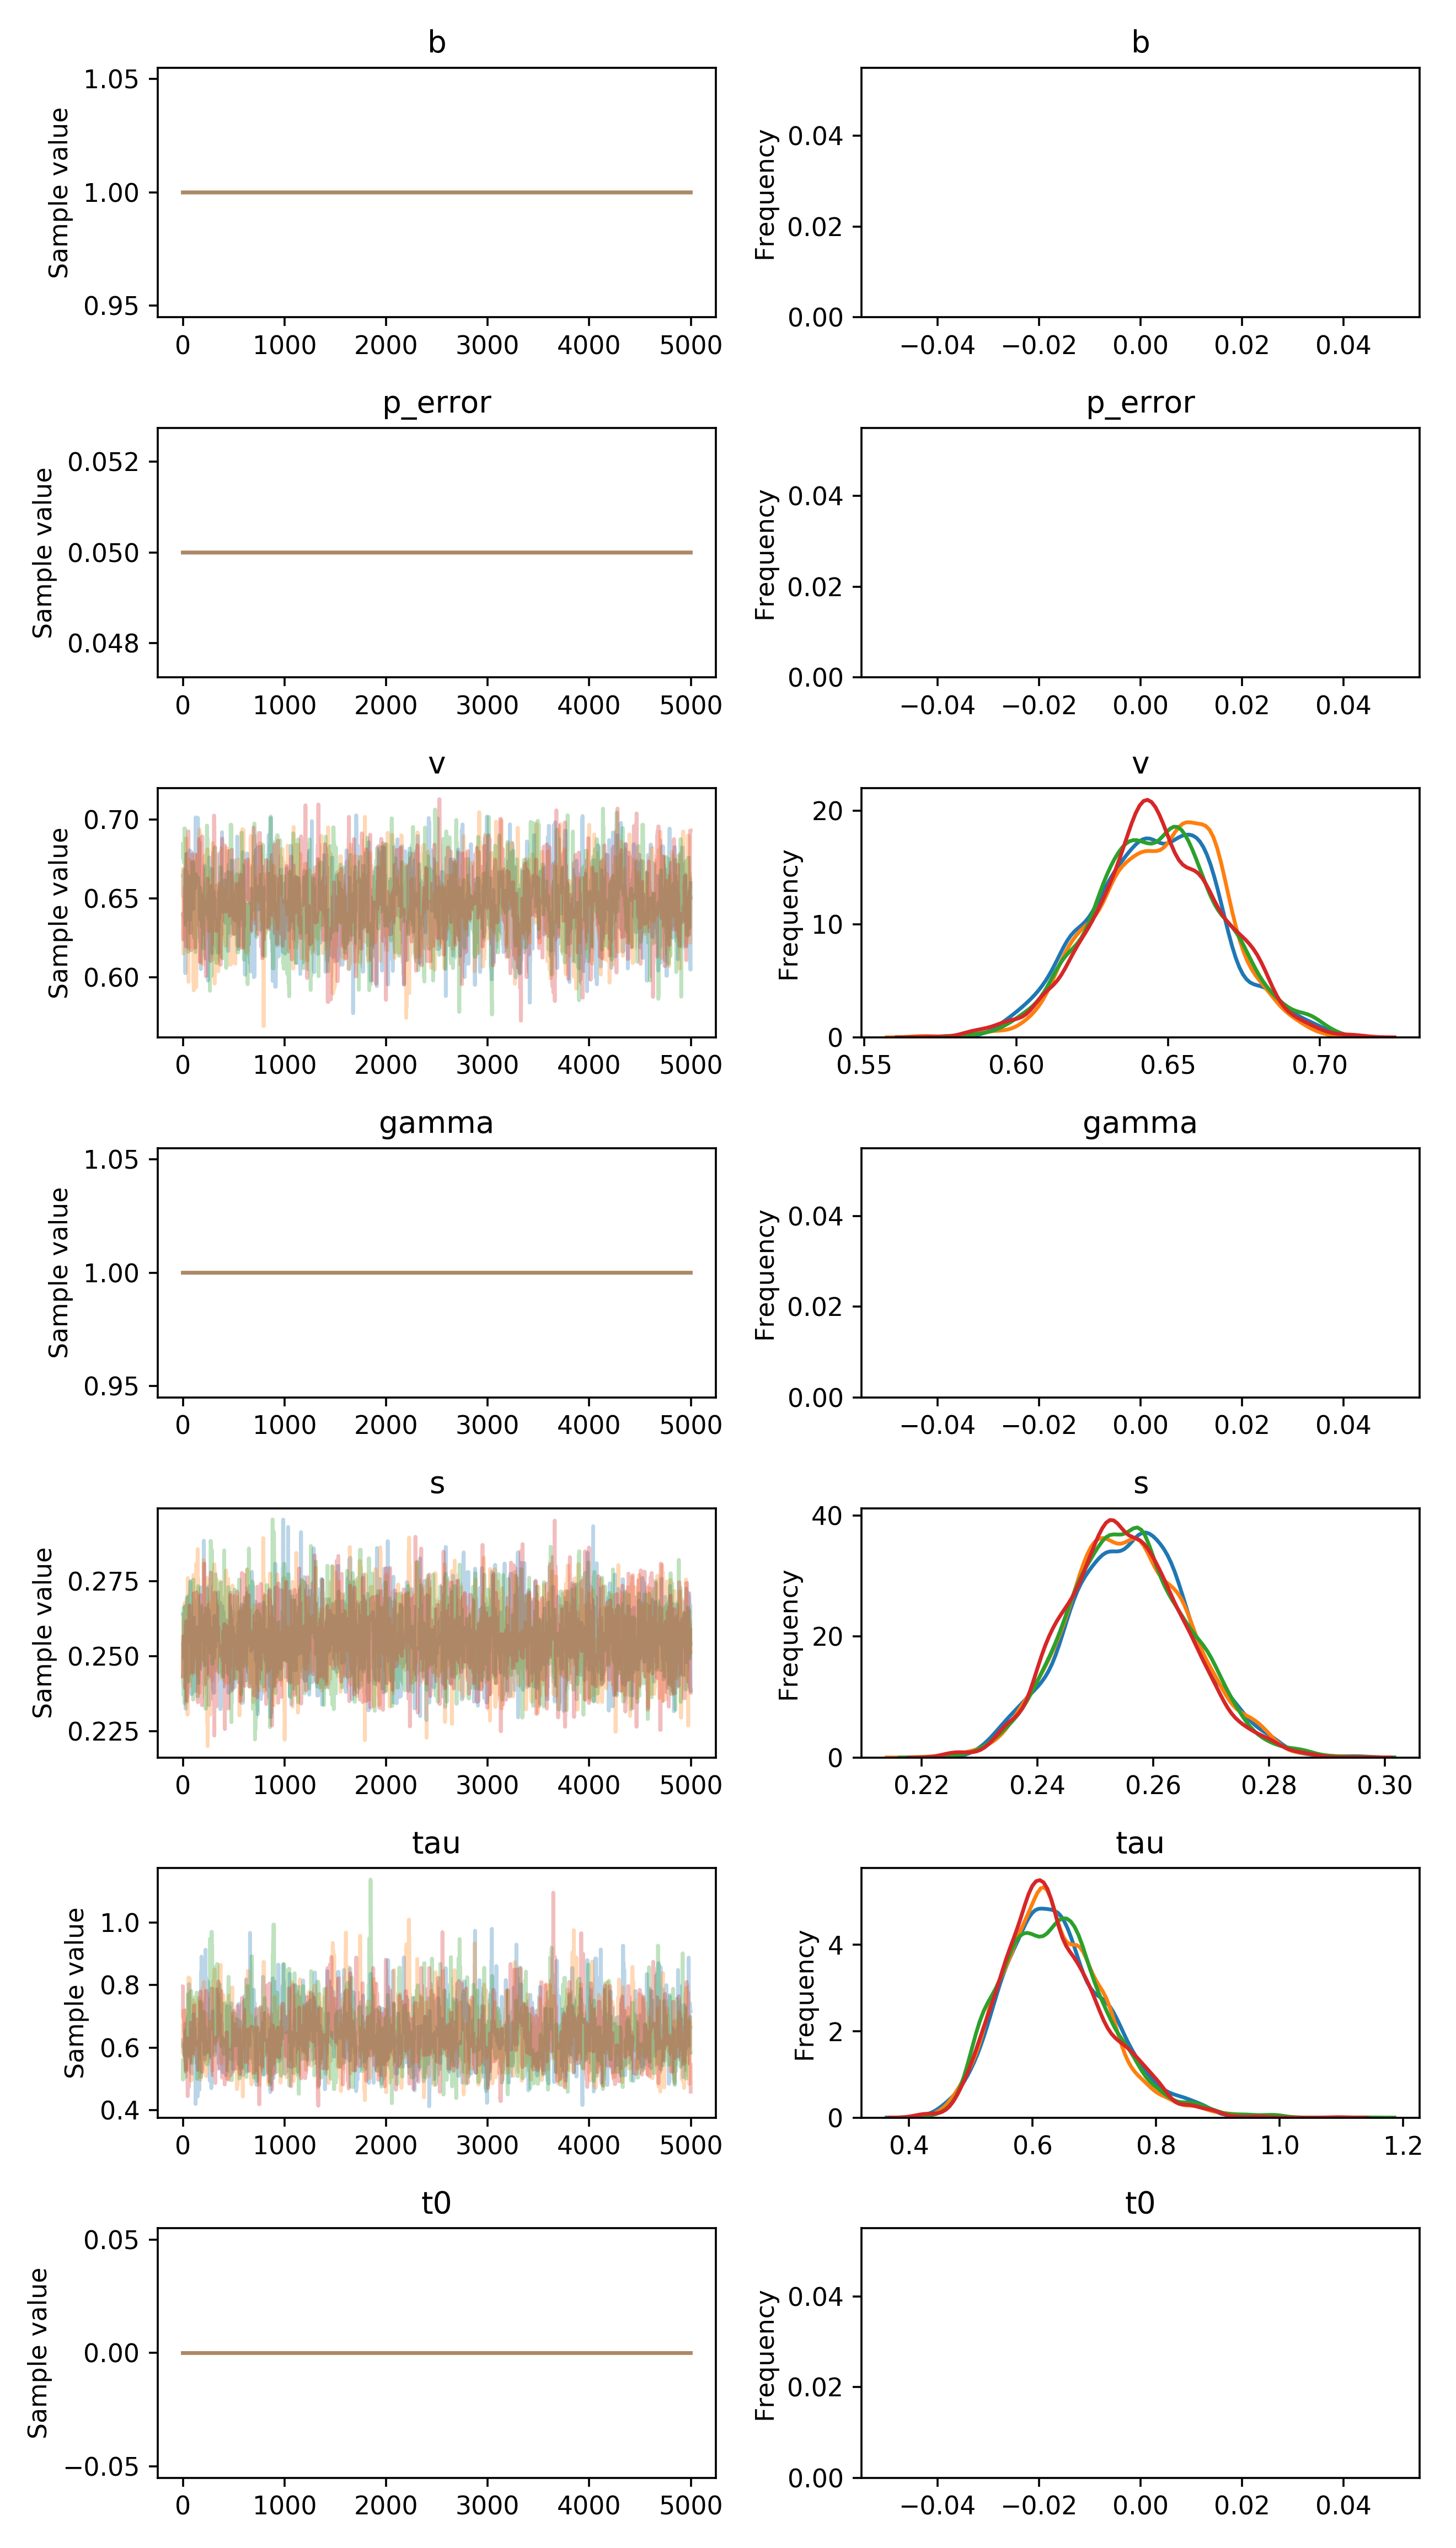 b
b
Sample value
1.05
1.00
0.95
0 1000 2000 3000 4000 5000
Frequency
0.04
0.02
0.00
−0.04 −0.02 0.00 0.02 0.04
p_error
p_error
Sample value
0.052
0.050
0.048
0 1000 2000 3000 4000 5000
Frequency
0.04
0.02
0.00
−0.04 −0.02 0.00 0.02 0.04
v
v
Sample value
0.70
0.65
0.60
0 1000 2000 3000 4000 5000
Frequency
20
10
0
0.55 0.60 0.65 0.70
gamma
gamma
Sample value
1.05
1.00
0.95
0 1000 2000 3000 4000 5000
Frequency
0.04
0.02
0.00
−0.04 −0.02 0.00 0.02 0.04
s
s
Sample value
0.275
0.250
0.225
0 1000 2000 3000 4000 5000
Frequency
40
20
0
0.22 0.24 0.26 0.28 0.30
tau
tau
Sample value
1.0
0.8
0.6
0.4
0 1000 2000 3000 4000 5000
Frequency
4
2
0
0.4 0.6 0.8 1.0 1.2
t0
t0
Sample value
0.05
0.00
−0.05
0 1000 2000 3000 4000 5000
Frequency
0.04
0.02
0.00
−0.04 −0.02 0.00 0.02 0.04